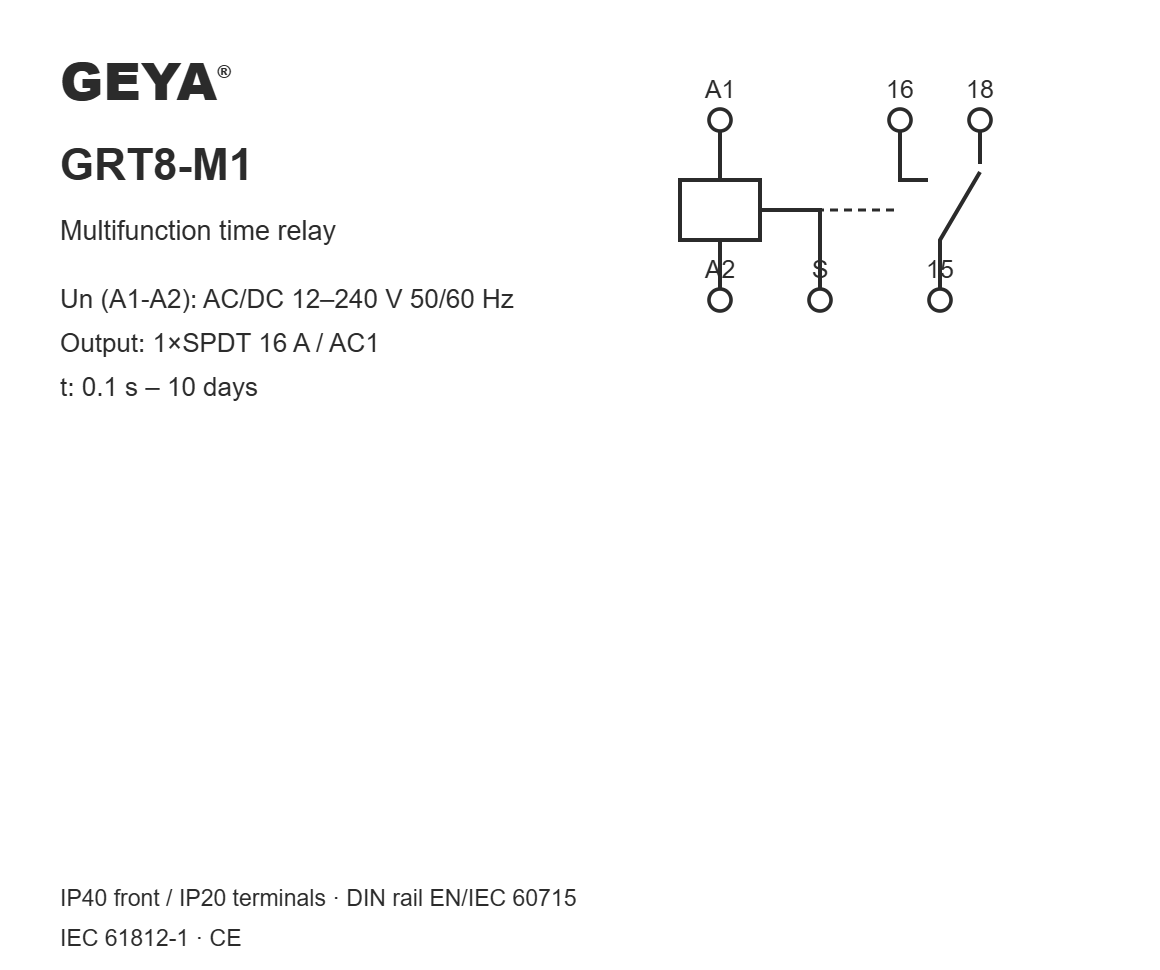 GEYA®
GRT8-M1
Multifunction time relay
Un (A1-A2): AC/DC 12–240 V 50/60 Hz
Output: 1×SPDT 16 A / AC1
t: 0.1 s – 10 days
A1 16 18
A2 S 15
IP40 front / IP20 terminals · DIN rail EN/IEC 60715
IEC 61812-1 · CE